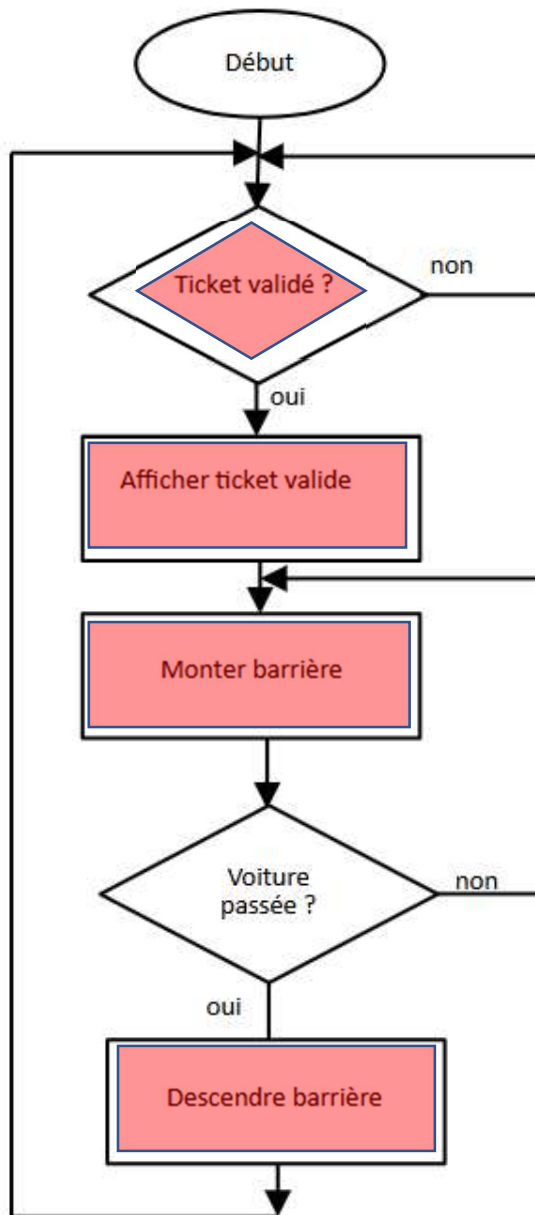 Début
Ticket validé ?
non
oui
Afficher ticket valide
Monter barrière
Voiture
passée ?
non
oui
Descendre barrière